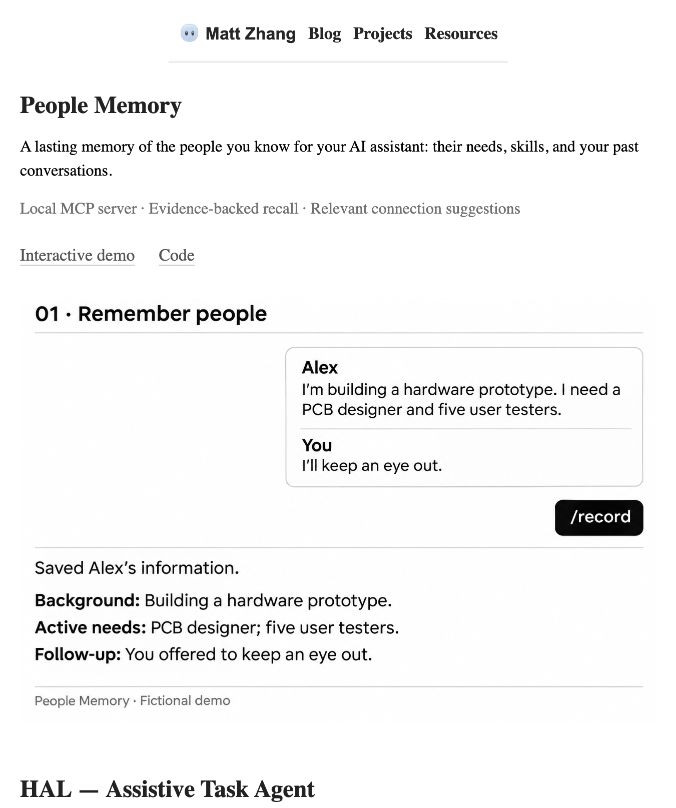 Matt Zhang Blog Projects Resources
People Memory
A lasting memory of the people you know for your AI assistant: their needs, skills, and your past
conversations.
Local MCP server · Evidence-backed recall · Relevant connection suggestions
Interactive demo Code
01 · Remember people
Alex
I’m building a hardware prototype. I need a
PCB designer and five user testers.
You
I’ll keep an eye out.
/record
Saved Alex’s information.
Background: Building a hardware prototype.
Active needs: PCB designer; five user testers.
Follow-up: You offered to keep an eye out.
People Memory · Fictional demo
HAL — Assistive Task Agent